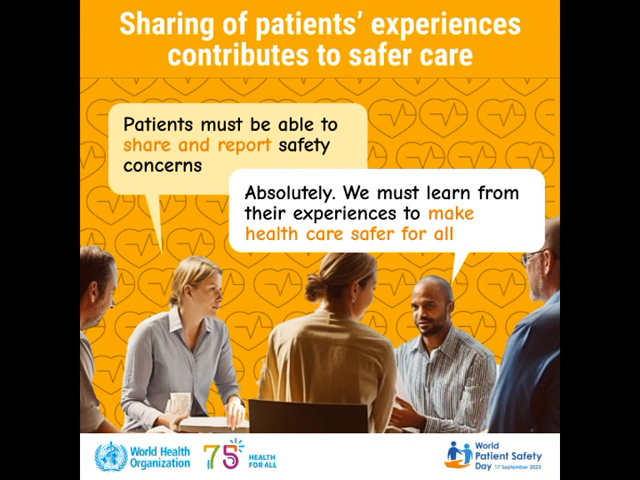 Sharing of patients’ experiences
contributes to safer care
Patients must be able to
share and report safety
concerns
Absolutely. We must learn from
their experiences to make
health care safer for all
World Health
Organization
75
HEALTH
FOR ALL
World
Patient Safety
Day 17 September 2023